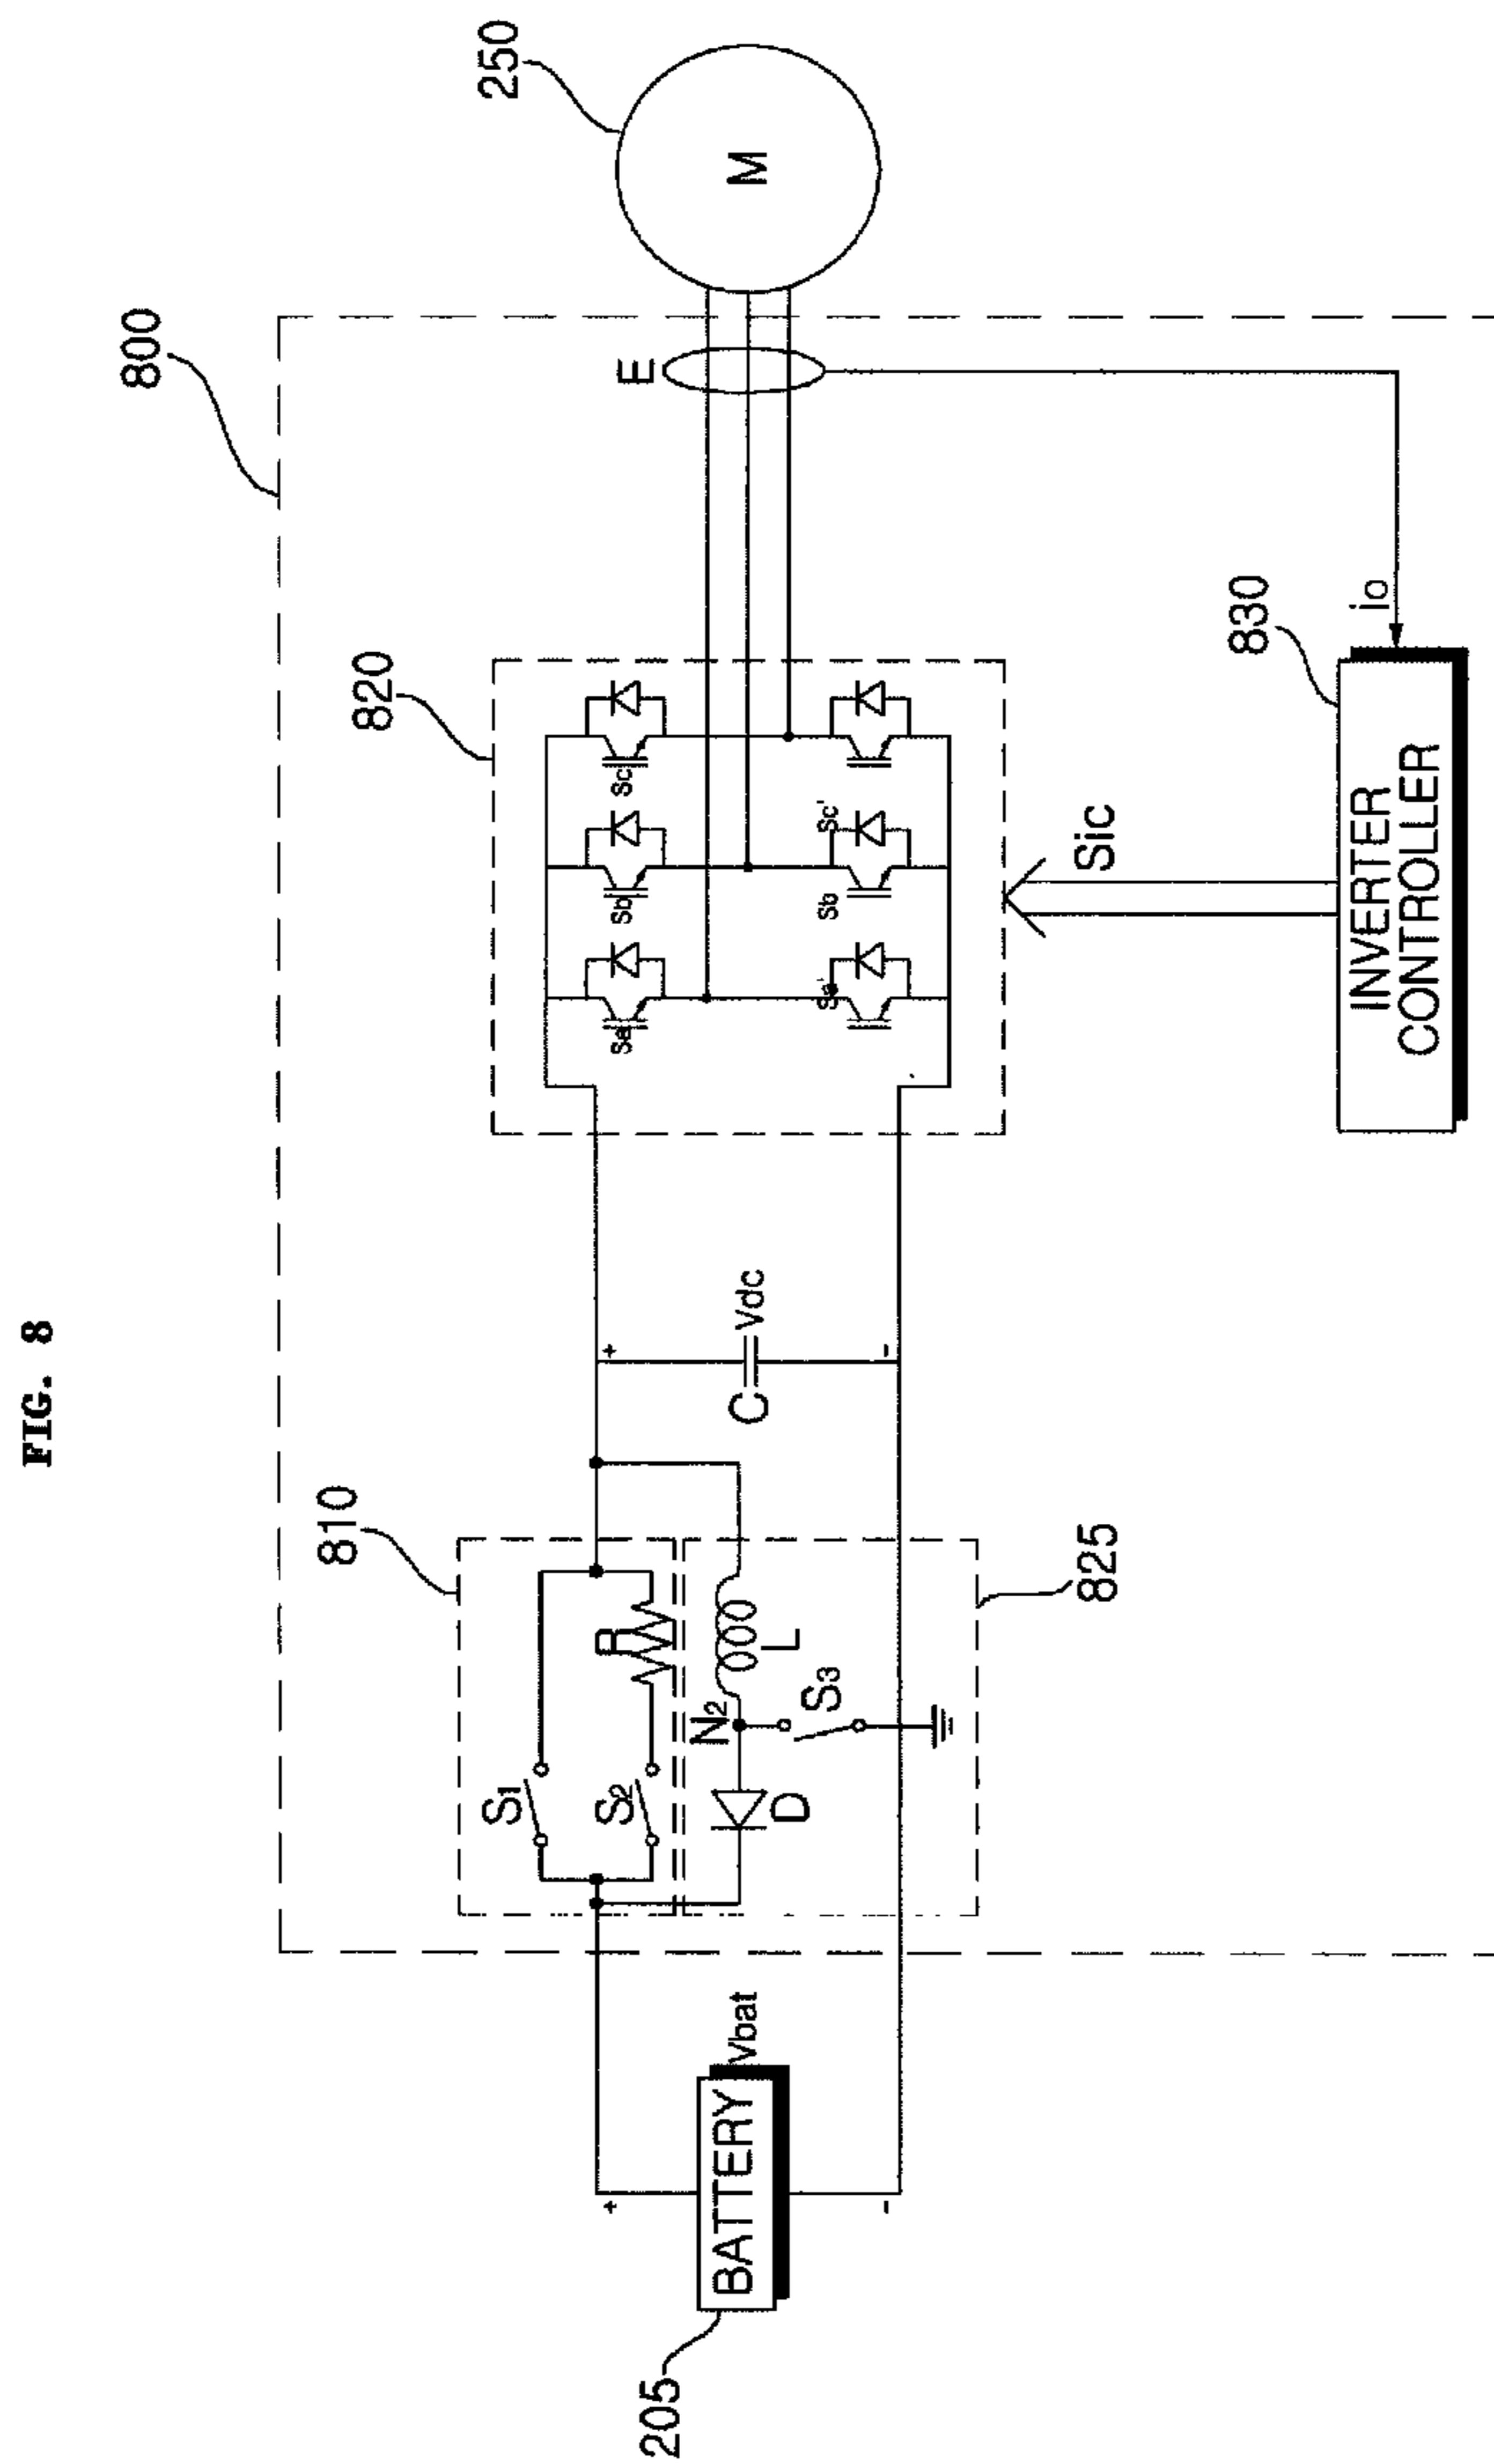 FIG. 8
800
810
820
250
S1
S2
R
N2
D
S3
L
825
C
Vdc
+
-
Sa
Sb
Sc
Sa'
Sb
Sc'
E
M
205
BATTERY
Vbat
+
-
Sic
830
io
INVERTER
CONTROLLER